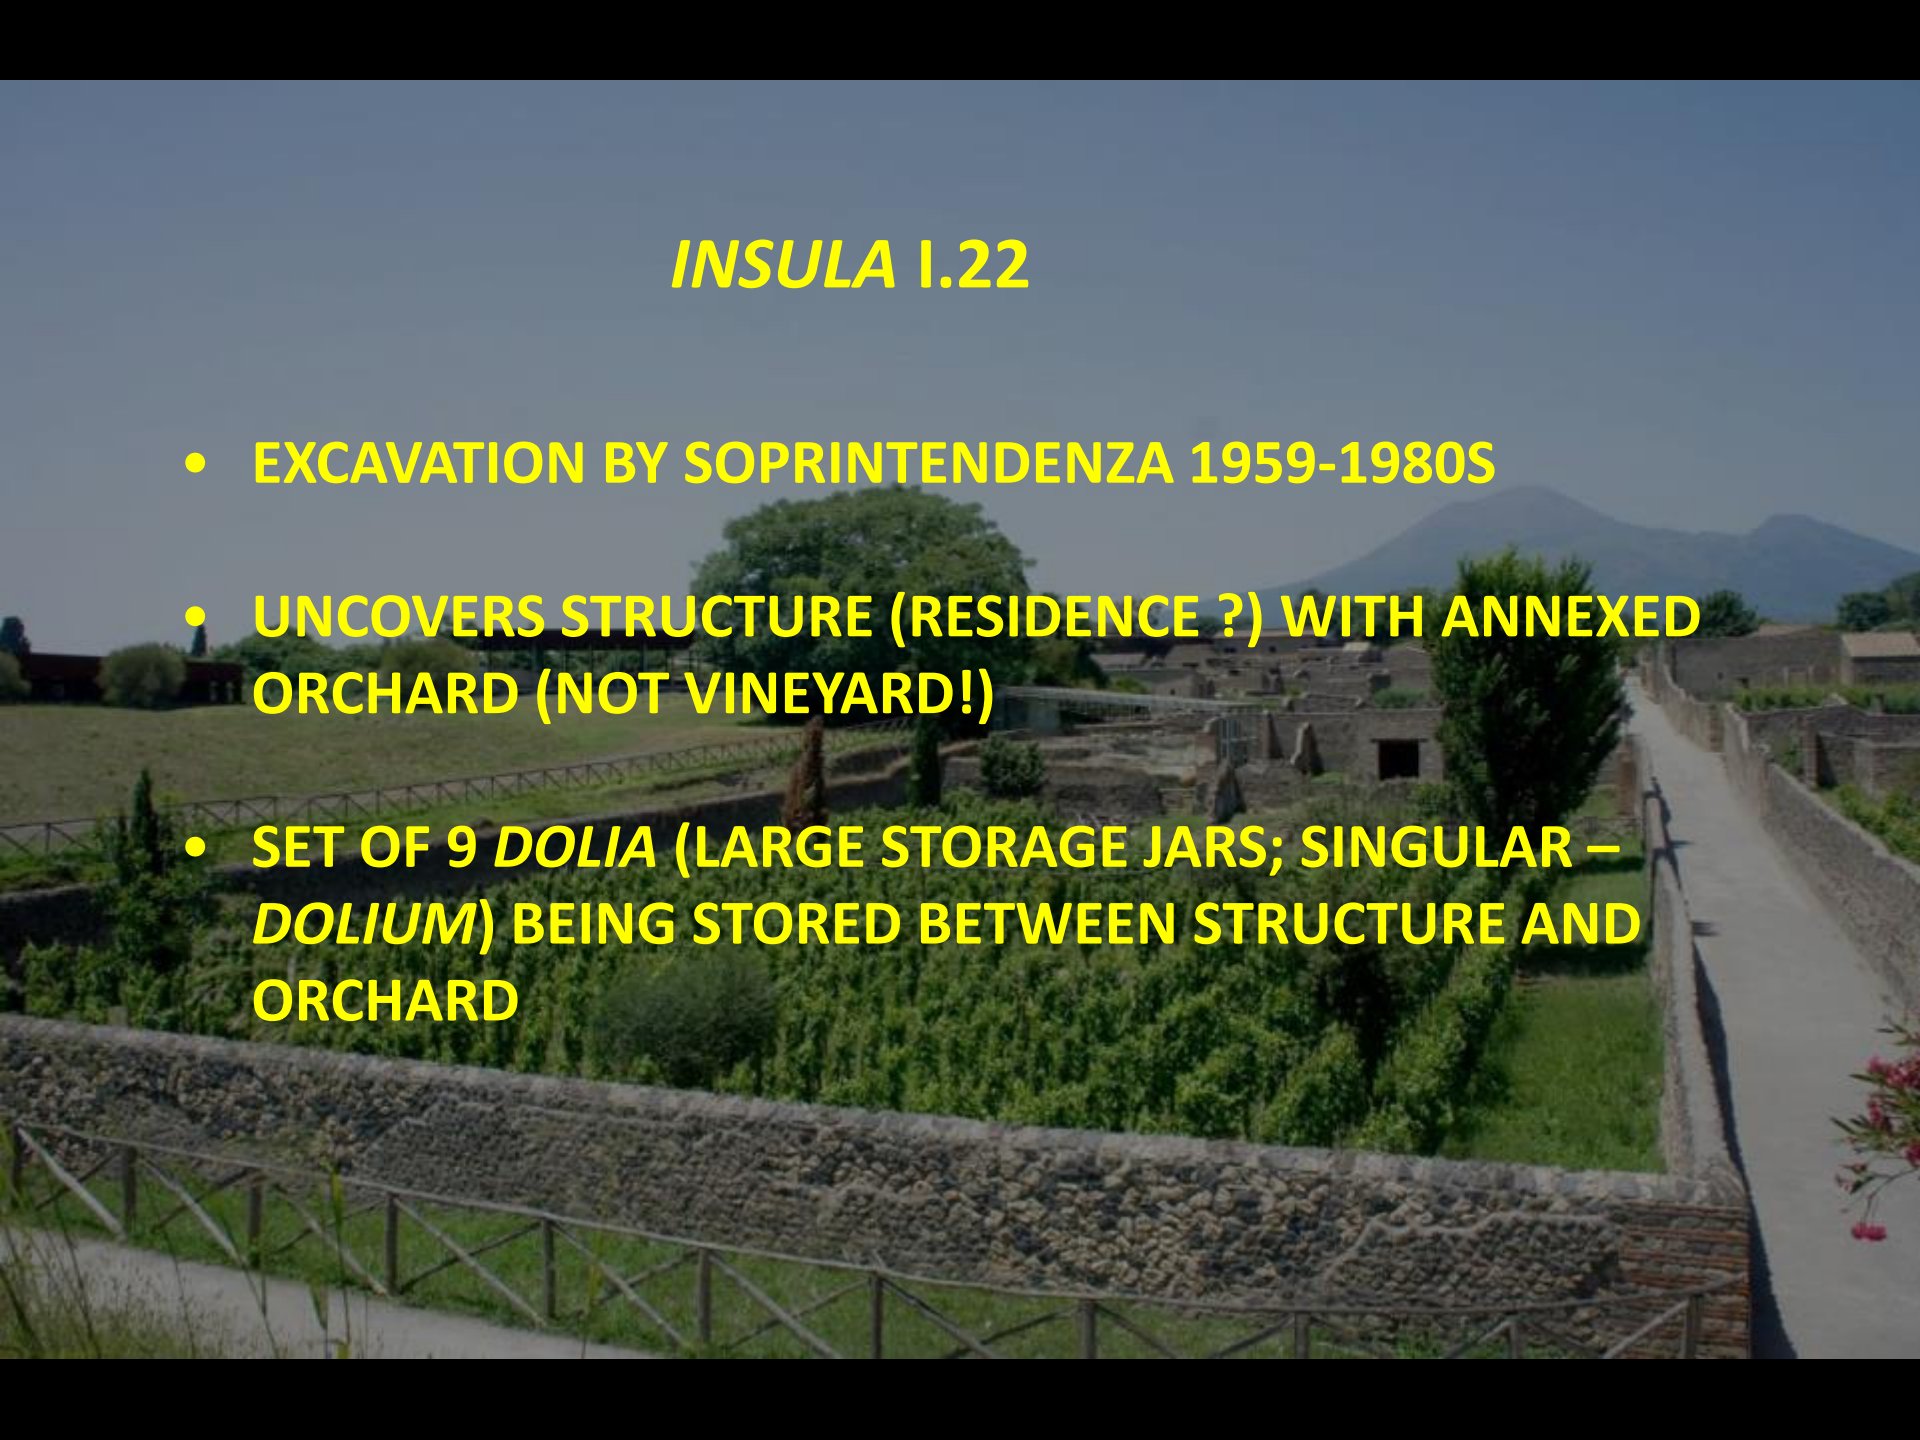 INSULA I.22
• EXCAVATION BY SOPRINTENDENZA 1959-1980S
• UNCOVERS STRUCTURE (RESIDENCE ?) WITH ANNEXED
ORCHARD (NOT VINEYARD!)
• SET OF 9 DOLIA (LARGE STORAGE JARS; SINGULAR –
DOLIUM) BEING STORED BETWEEN STRUCTURE AND
ORCHARD